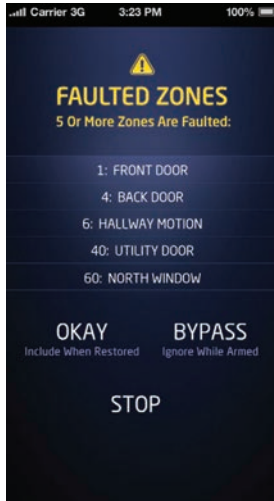 Carrier 3G 3:23 PM 100%
FAULTED ZONES
5 Or More Zones Are Faulted:
1: FRONT DOOR
4: BACK DOOR
6: HALLWAY MOTION
40: UTILITY DOOR
60: NORTH WINDOW
OKAY BYPASS
Include When Restored Ignore While Armed
STOP